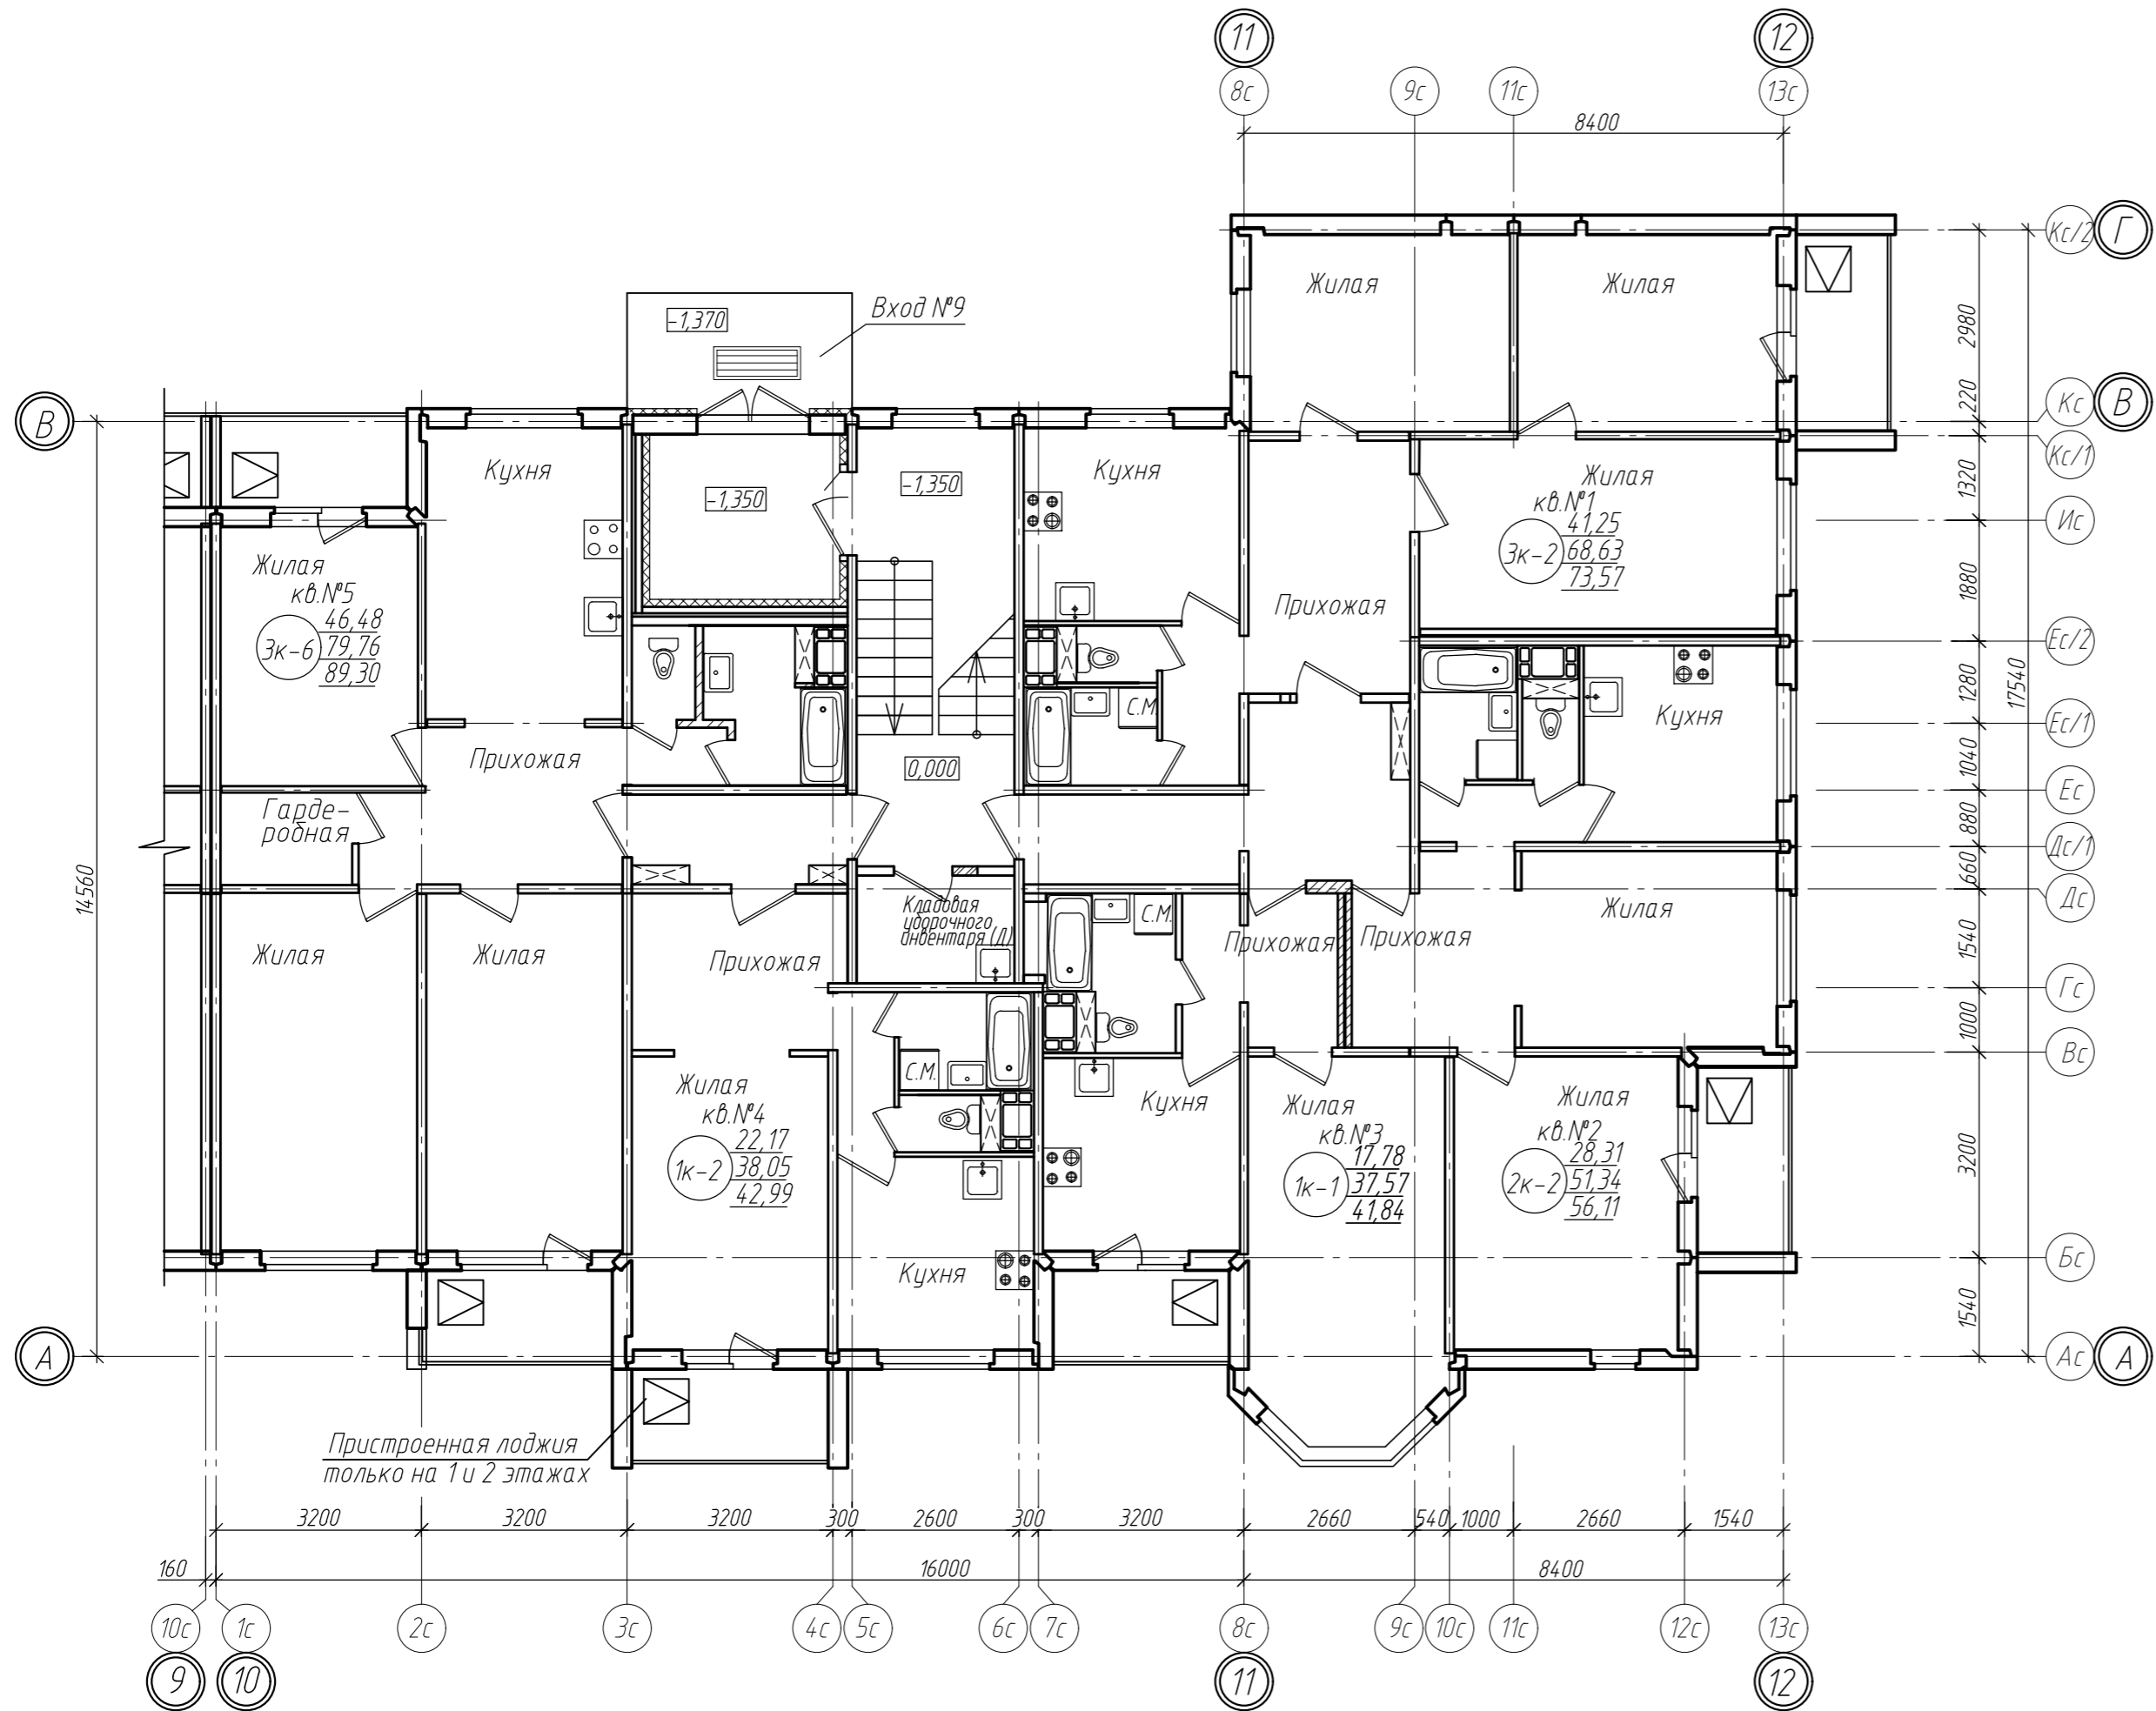 11
12
8с
9с
11с
13с
8400
Кс/2
Г
Жилая
Жилая
-1,370
Вход №9
2980
В
220
Кс
В
Кухня
-1,350
-1,350
Кухня
Жилая
кв.№1
3к-2
41,25
68,63
73,57
Кс/1
1320
Ис
Жилая
кв.№5
3к-6
46,48
79,76
89,30
Прихожая
1880
Ес/2
17540
С.М.
Кухня
1280
Ес/1
Прихожая
0,000
1040
Ес
Гарде-
робная
880
Дс/1
14560
660
Дс
Кладовая
уборочного
инвентаря (Д)
С.М.
Жилая
Жилая
Жилая
Прихожая
Прихожая
Прихожая
1540
Гс
1000
Вс
С.М.
Жилая
кв.№4
1к-2
22,17
38,05
42,99
Кухня
Жилая
кв.№3
1к-1
17,78
37,57
41,84
Жилая
кв.№2
2к-2
28,31
51,34
56,11
3200
Кухня
Бс
1540
А
Ас
А
Пристроенная лоджия
только на 1 и 2 этажах
3200
3200
3200
300
2600
300
3200
2660
540
1000
2660
1540
160
16000
8400
10с
1с
2с
3с
4с
5с
6с
7с
8с
9с
10с
11с
12с
13с
9
10
11
12